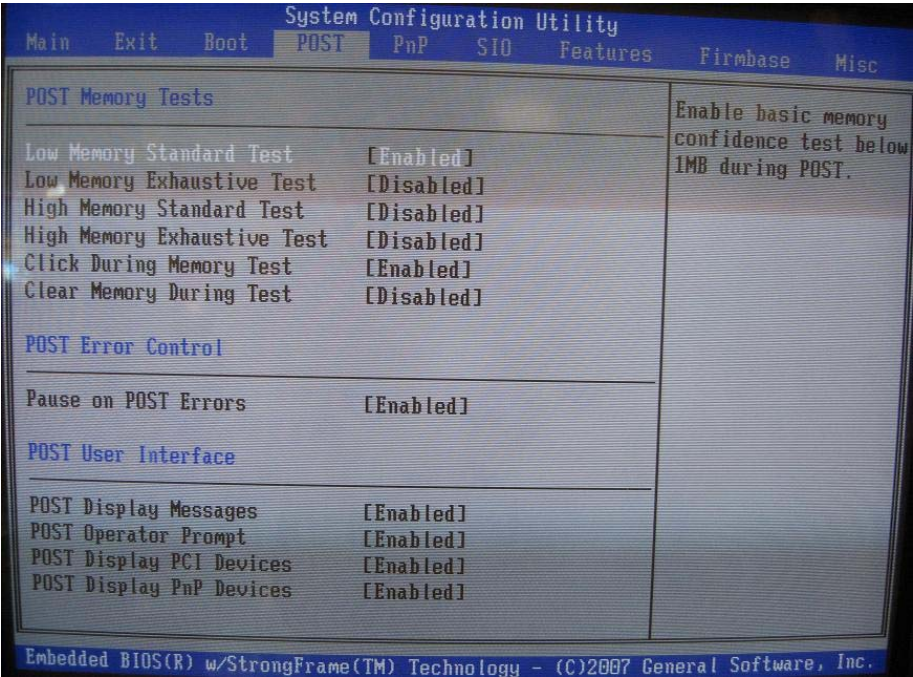 System Configuration Utility
Main Exit Boot POST PnP SIO Features Firmbase Misc
POST Memory Tests
Low Memory Standard Test [Enabled]
Low Memory Exhaustive Test [Disabled]
High Memory Standard Test [Disabled]
High Memory Exhaustive Test [Disabled]
Click During Memory Test [Enabled]
Clear Memory During Test [Disabled]
POST Error Control
Pause on POST Errors [Enabled]
POST User Interface
POST Display Messages [Enabled]
POST Operator Prompt [Enabled]
POST Display PCI Devices [Enabled]
POST Display PnP Devices [Enabled]
Enable basic memory
confidence test below
1MB during POST.
Embedded BIOS(R) w/StrongFrame(TM) Technology - (C)2007 General Software, Inc.